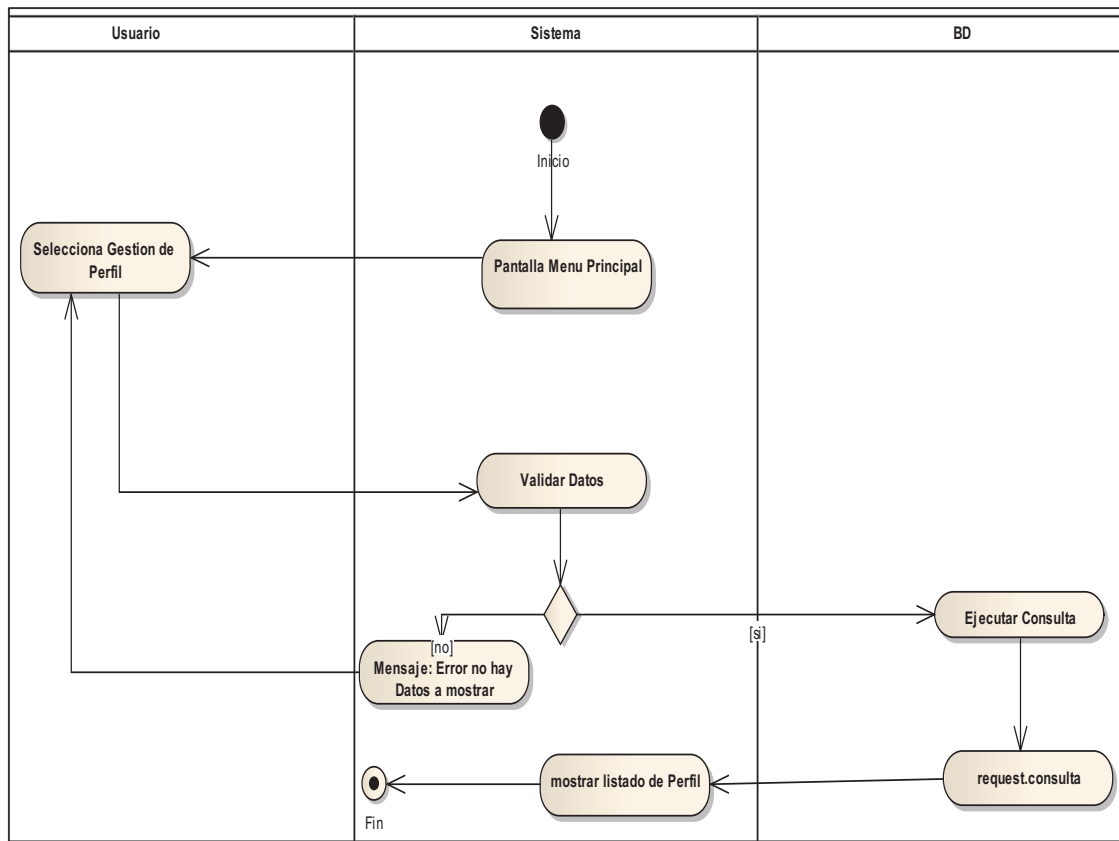 Usuario
Sistema
BD
Inicio
Selecciona Gestion de
Perfil
Pantalla Menu Principal
Validar Datos
[no]
[si]
Ejecutar Consulta
Mensaje: Error no hay
Datos a mostrar
request.consulta
mostrar listado de Perfil
Fin